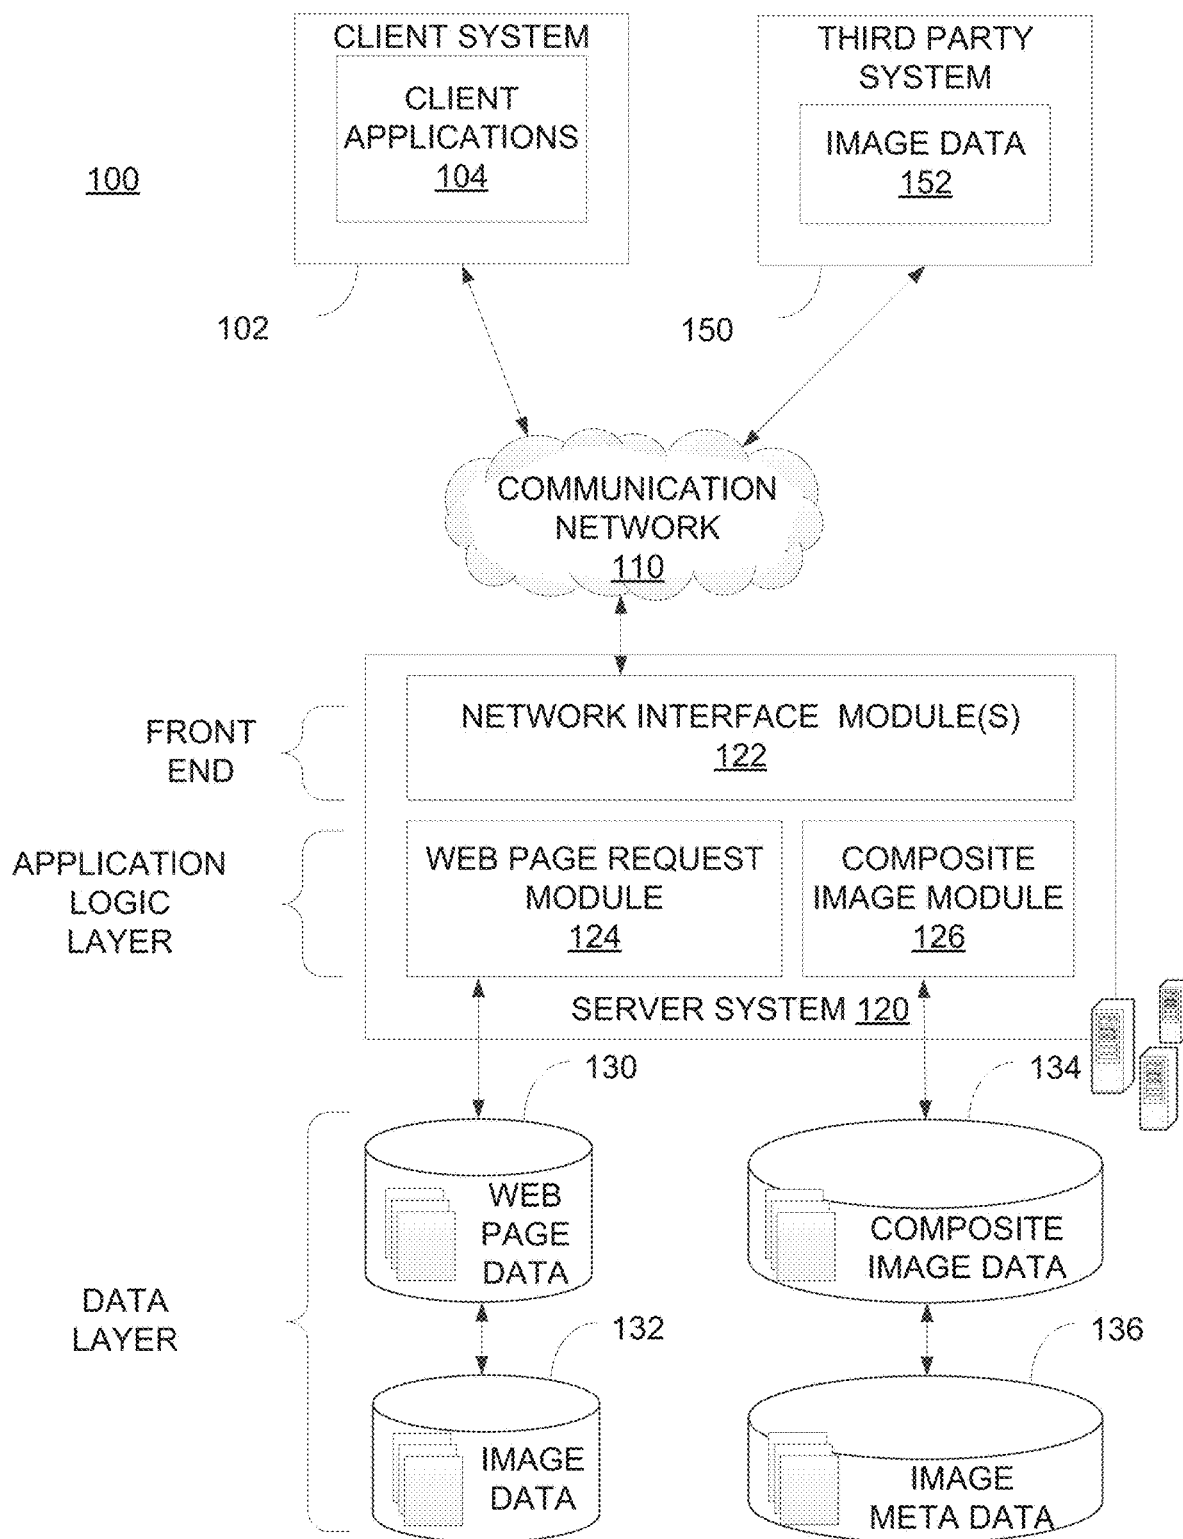 CLIENT SYSTEM
CLIENT
APPLICATIONS
104
THIRD PARTY
SYSTEM
IMAGE DATA
152
100
102
150
COMMUNICATION
NETWORK
110
FRONT
END
NETWORK INTERFACE MODULE(S)
122
APPLICATION
LOGIC
LAYER
WEB PAGE REQUEST
MODULE
124
COMPOSITE
IMAGE MODULE
126
SERVER SYSTEM 120
130
134
WEB
PAGE
DATA
COMPOSITE
IMAGE DATA
DATA
LAYER
132
136
IMAGE
DATA
IMAGE
META DATA